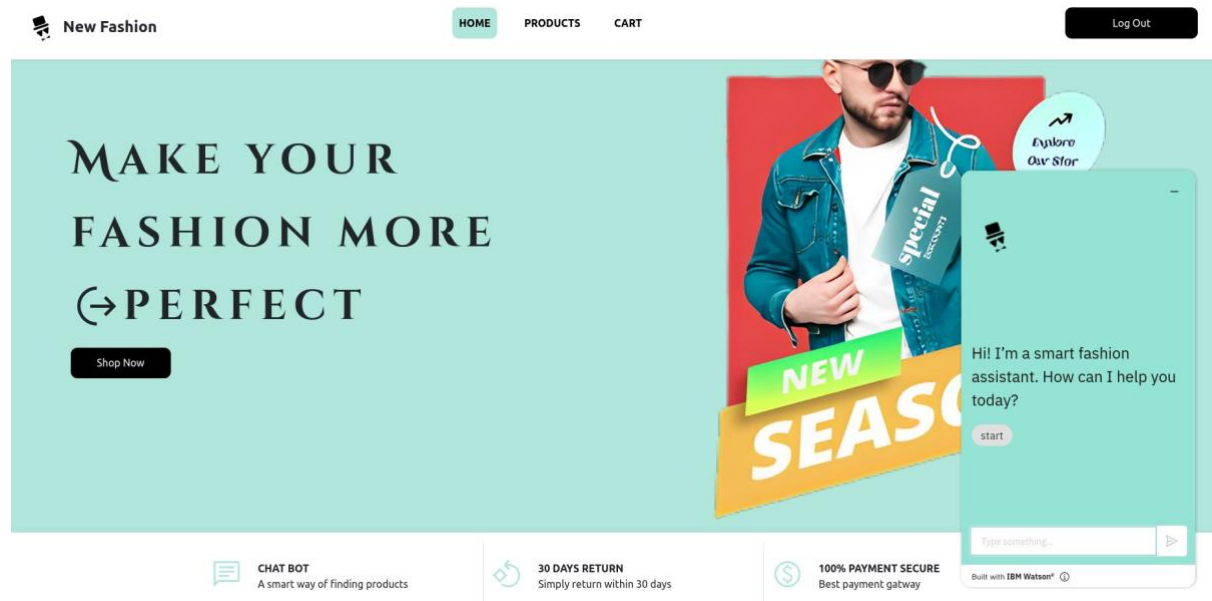 New Fashion
HOME PRODUCTS CART
Log Out
MAKE YOUR
FASHION MORE
PERFECT
Shop Now
Explore
special
NEW
Hi! I'm a smart fashion
assistant. How can I help you
today?
start
Type something...
Built with IBM Watson®
CHAT BOT
A smart way of finding products
30 DAYS RETURN
Simply return within 30 days
100% PAYMENT SECURE
Best payment gatway